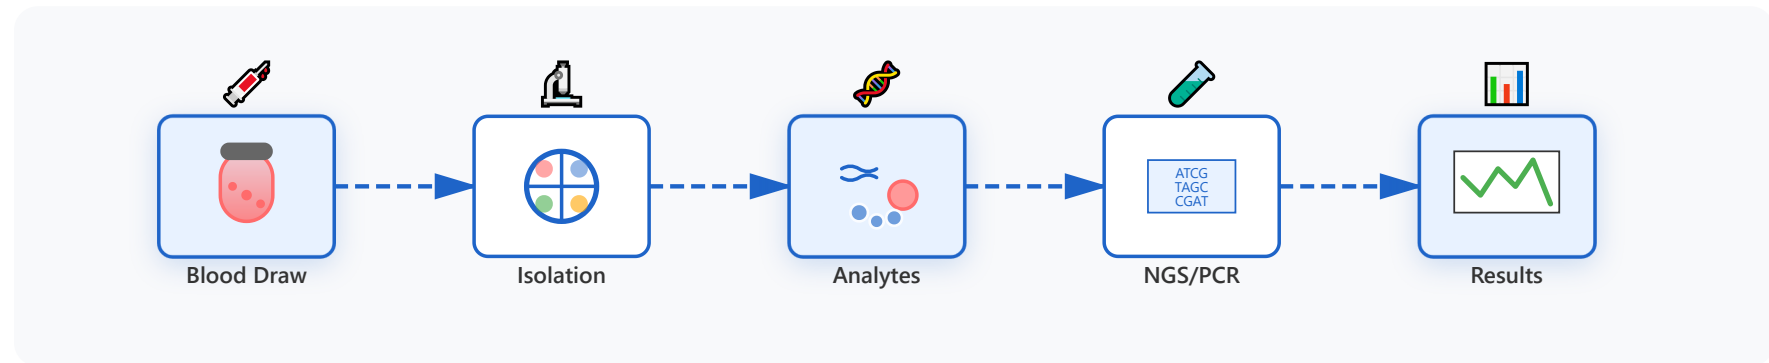 ATCG
TAGC
CGAT
Blood Draw
Isolation
Analytes
NGS/PCR
Results